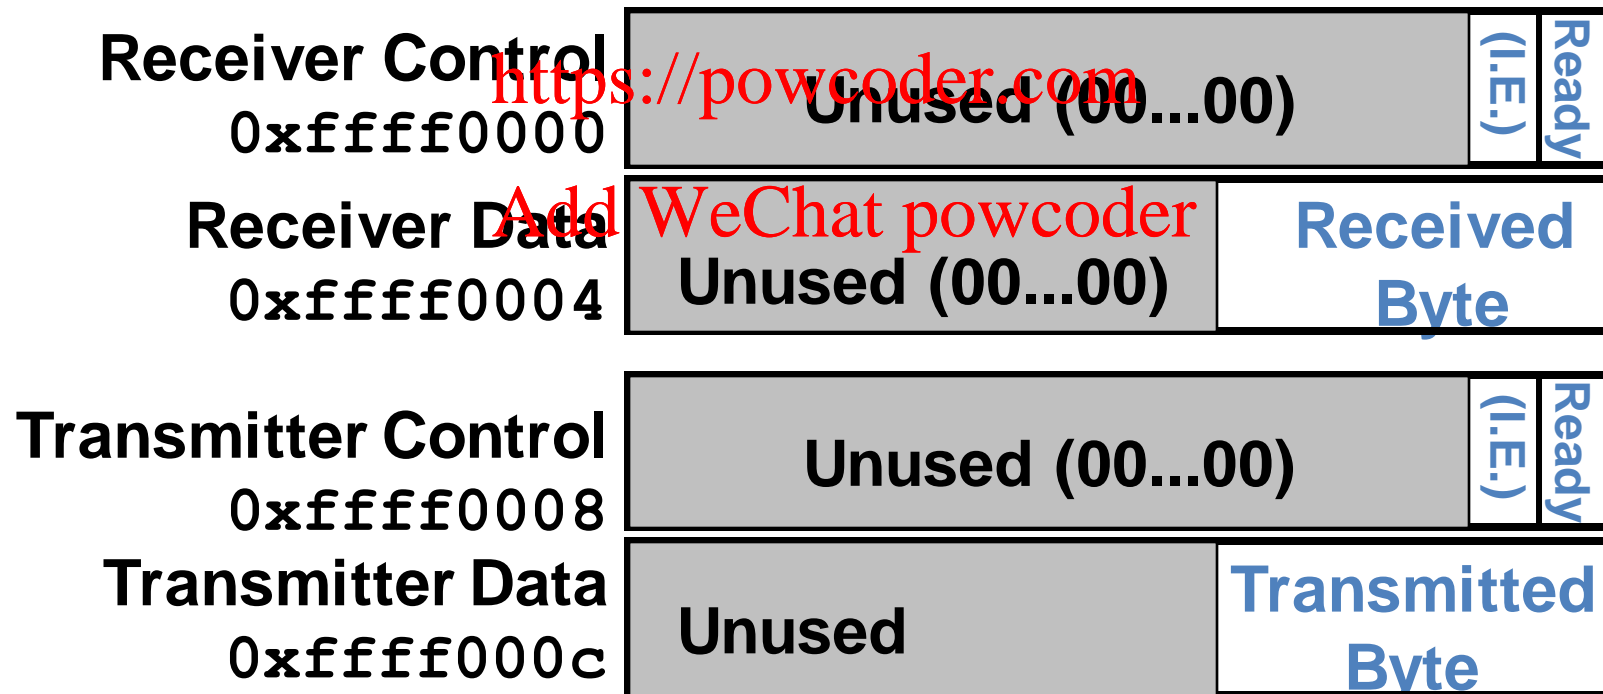 Receiver Control
0xffff0000
Unused (00...00)
(I.E.)
Ready
https://powcoder.com
Receiver Data
0xffff0004
Unused (00...00)
Received
Byte
Add WeChat powcoder
Transmitter Control
0xffff0008
Unused (00...00)
(I.E.)
Ready
Transmitter Data
0xffff000c
Unused
Transmitted
Byte